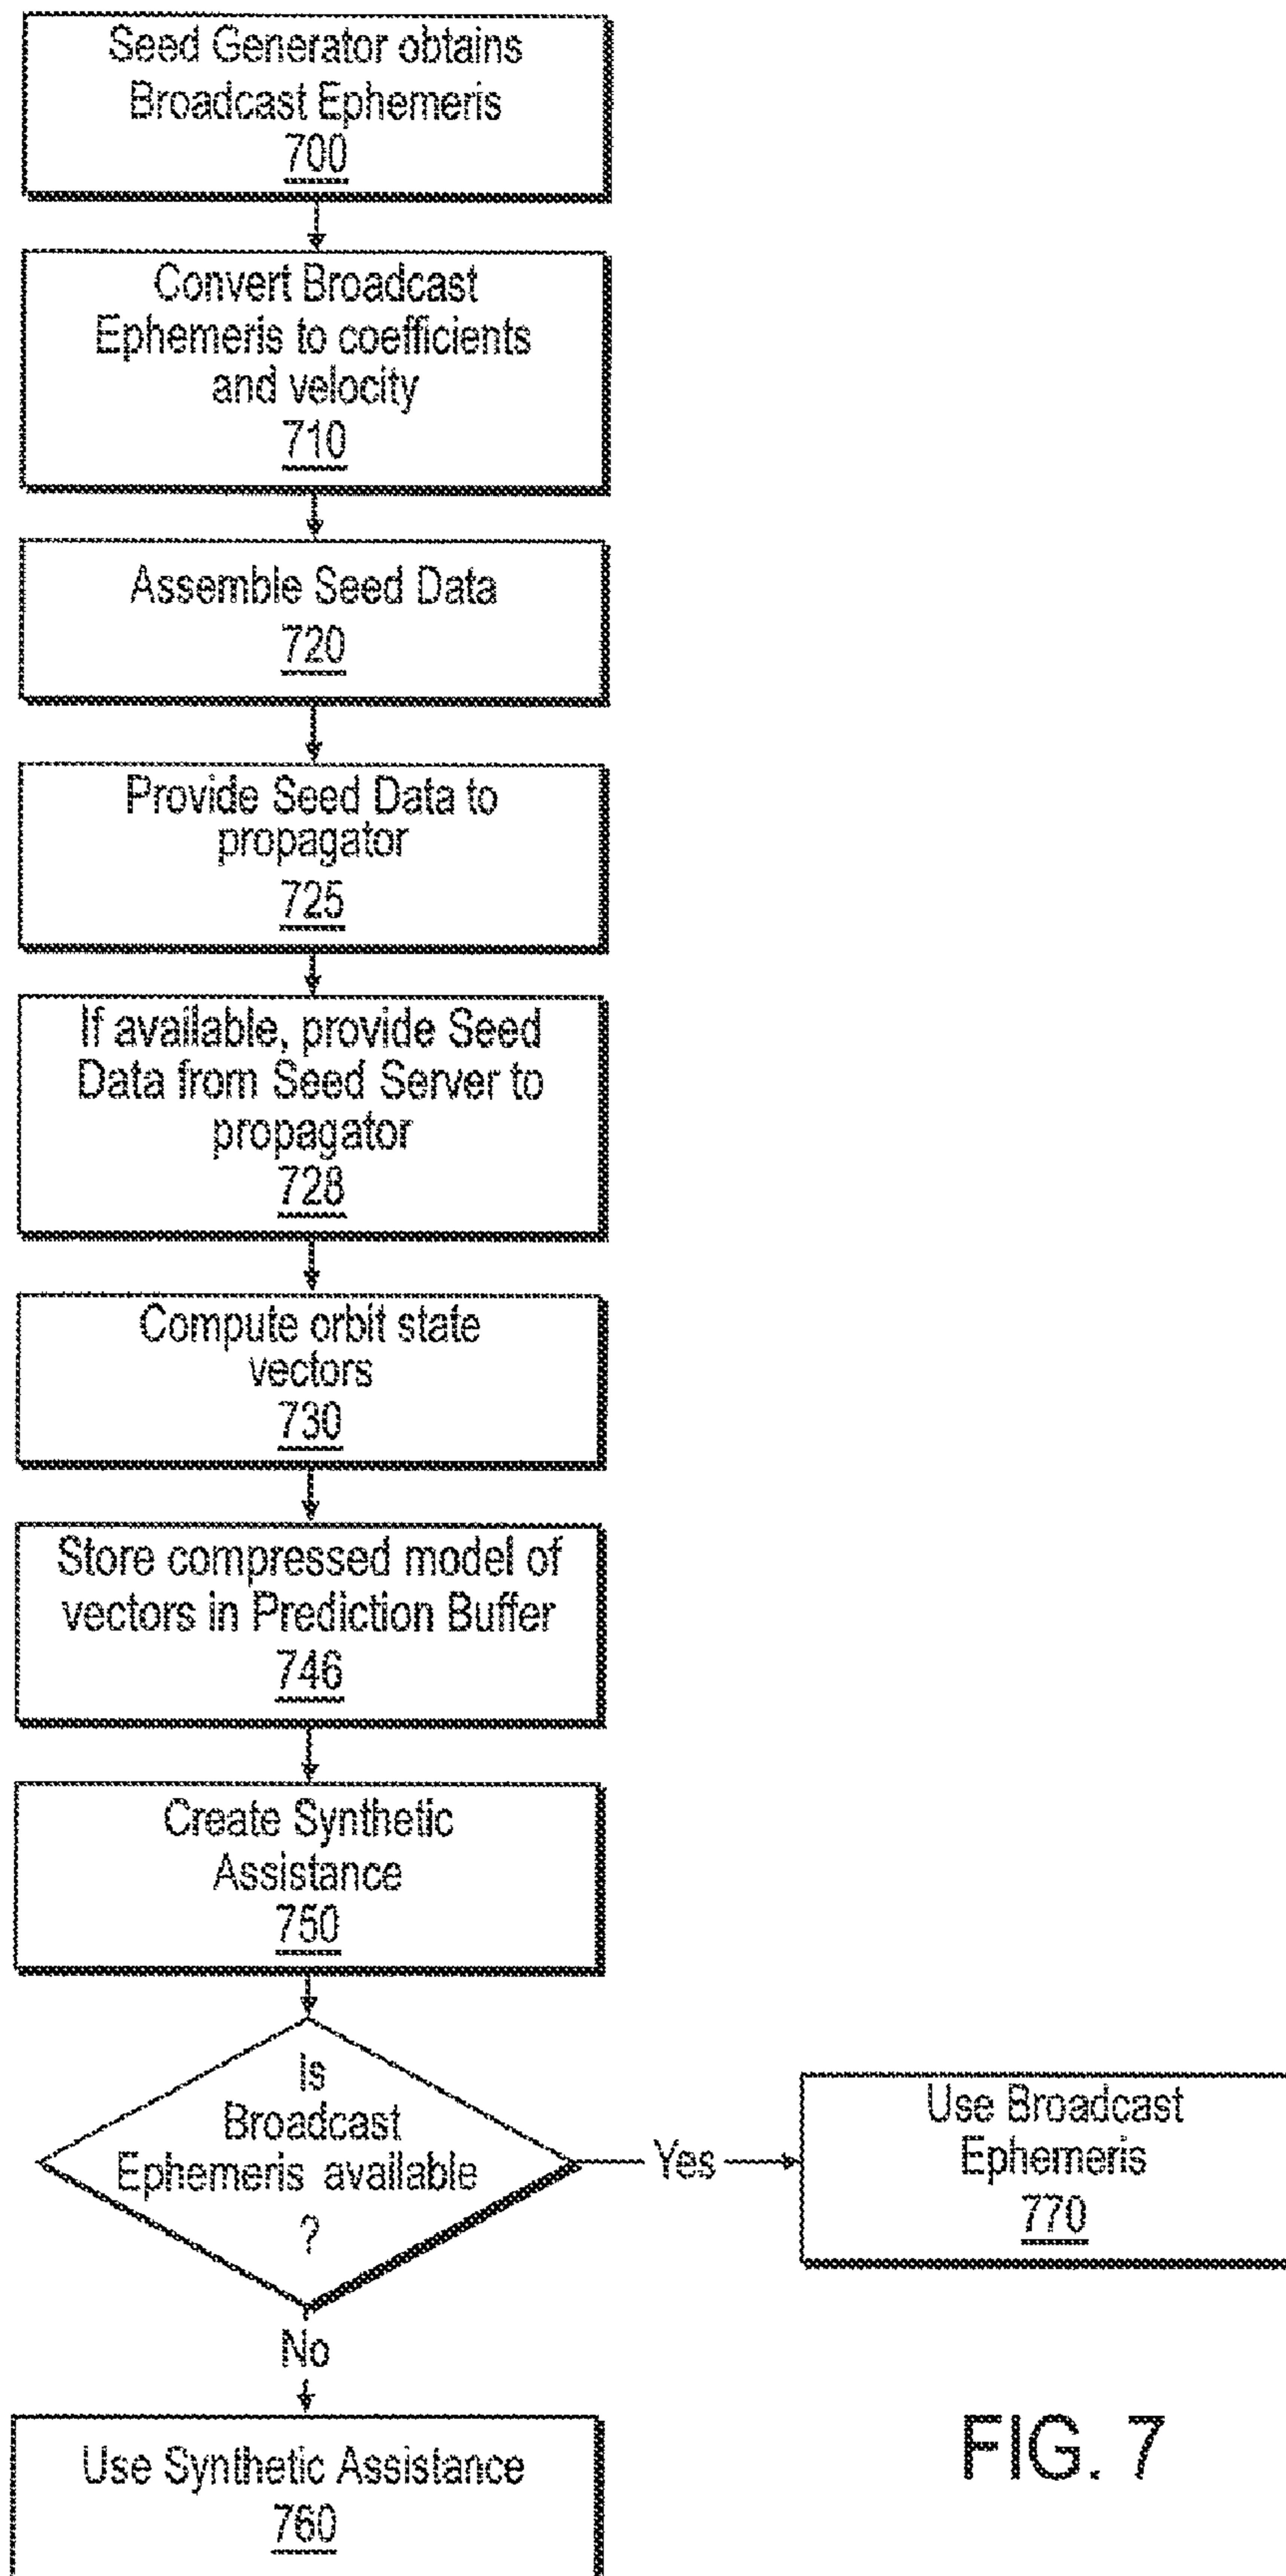 Seed Generator obtains
Broadcast Ephemeris
700
Convert Broadcast
Ephemeris to coefficients
and velocity
710
Assemble Seed Data
720
Provide Seed Data to
propagator
725
If available, provide Seed
Data from Seed Server to
propagator
728
Compute orbit state
vectors
730
Store compressed model of
vectors in Prediction Buffer
746
Create Synthetic
Assistance
750
Is
Broadcast
Ephemeris available
?
Yes
Use Broadcast
Ephemeris
770
No
Use Synthetic Assistance
760
FIG. 7